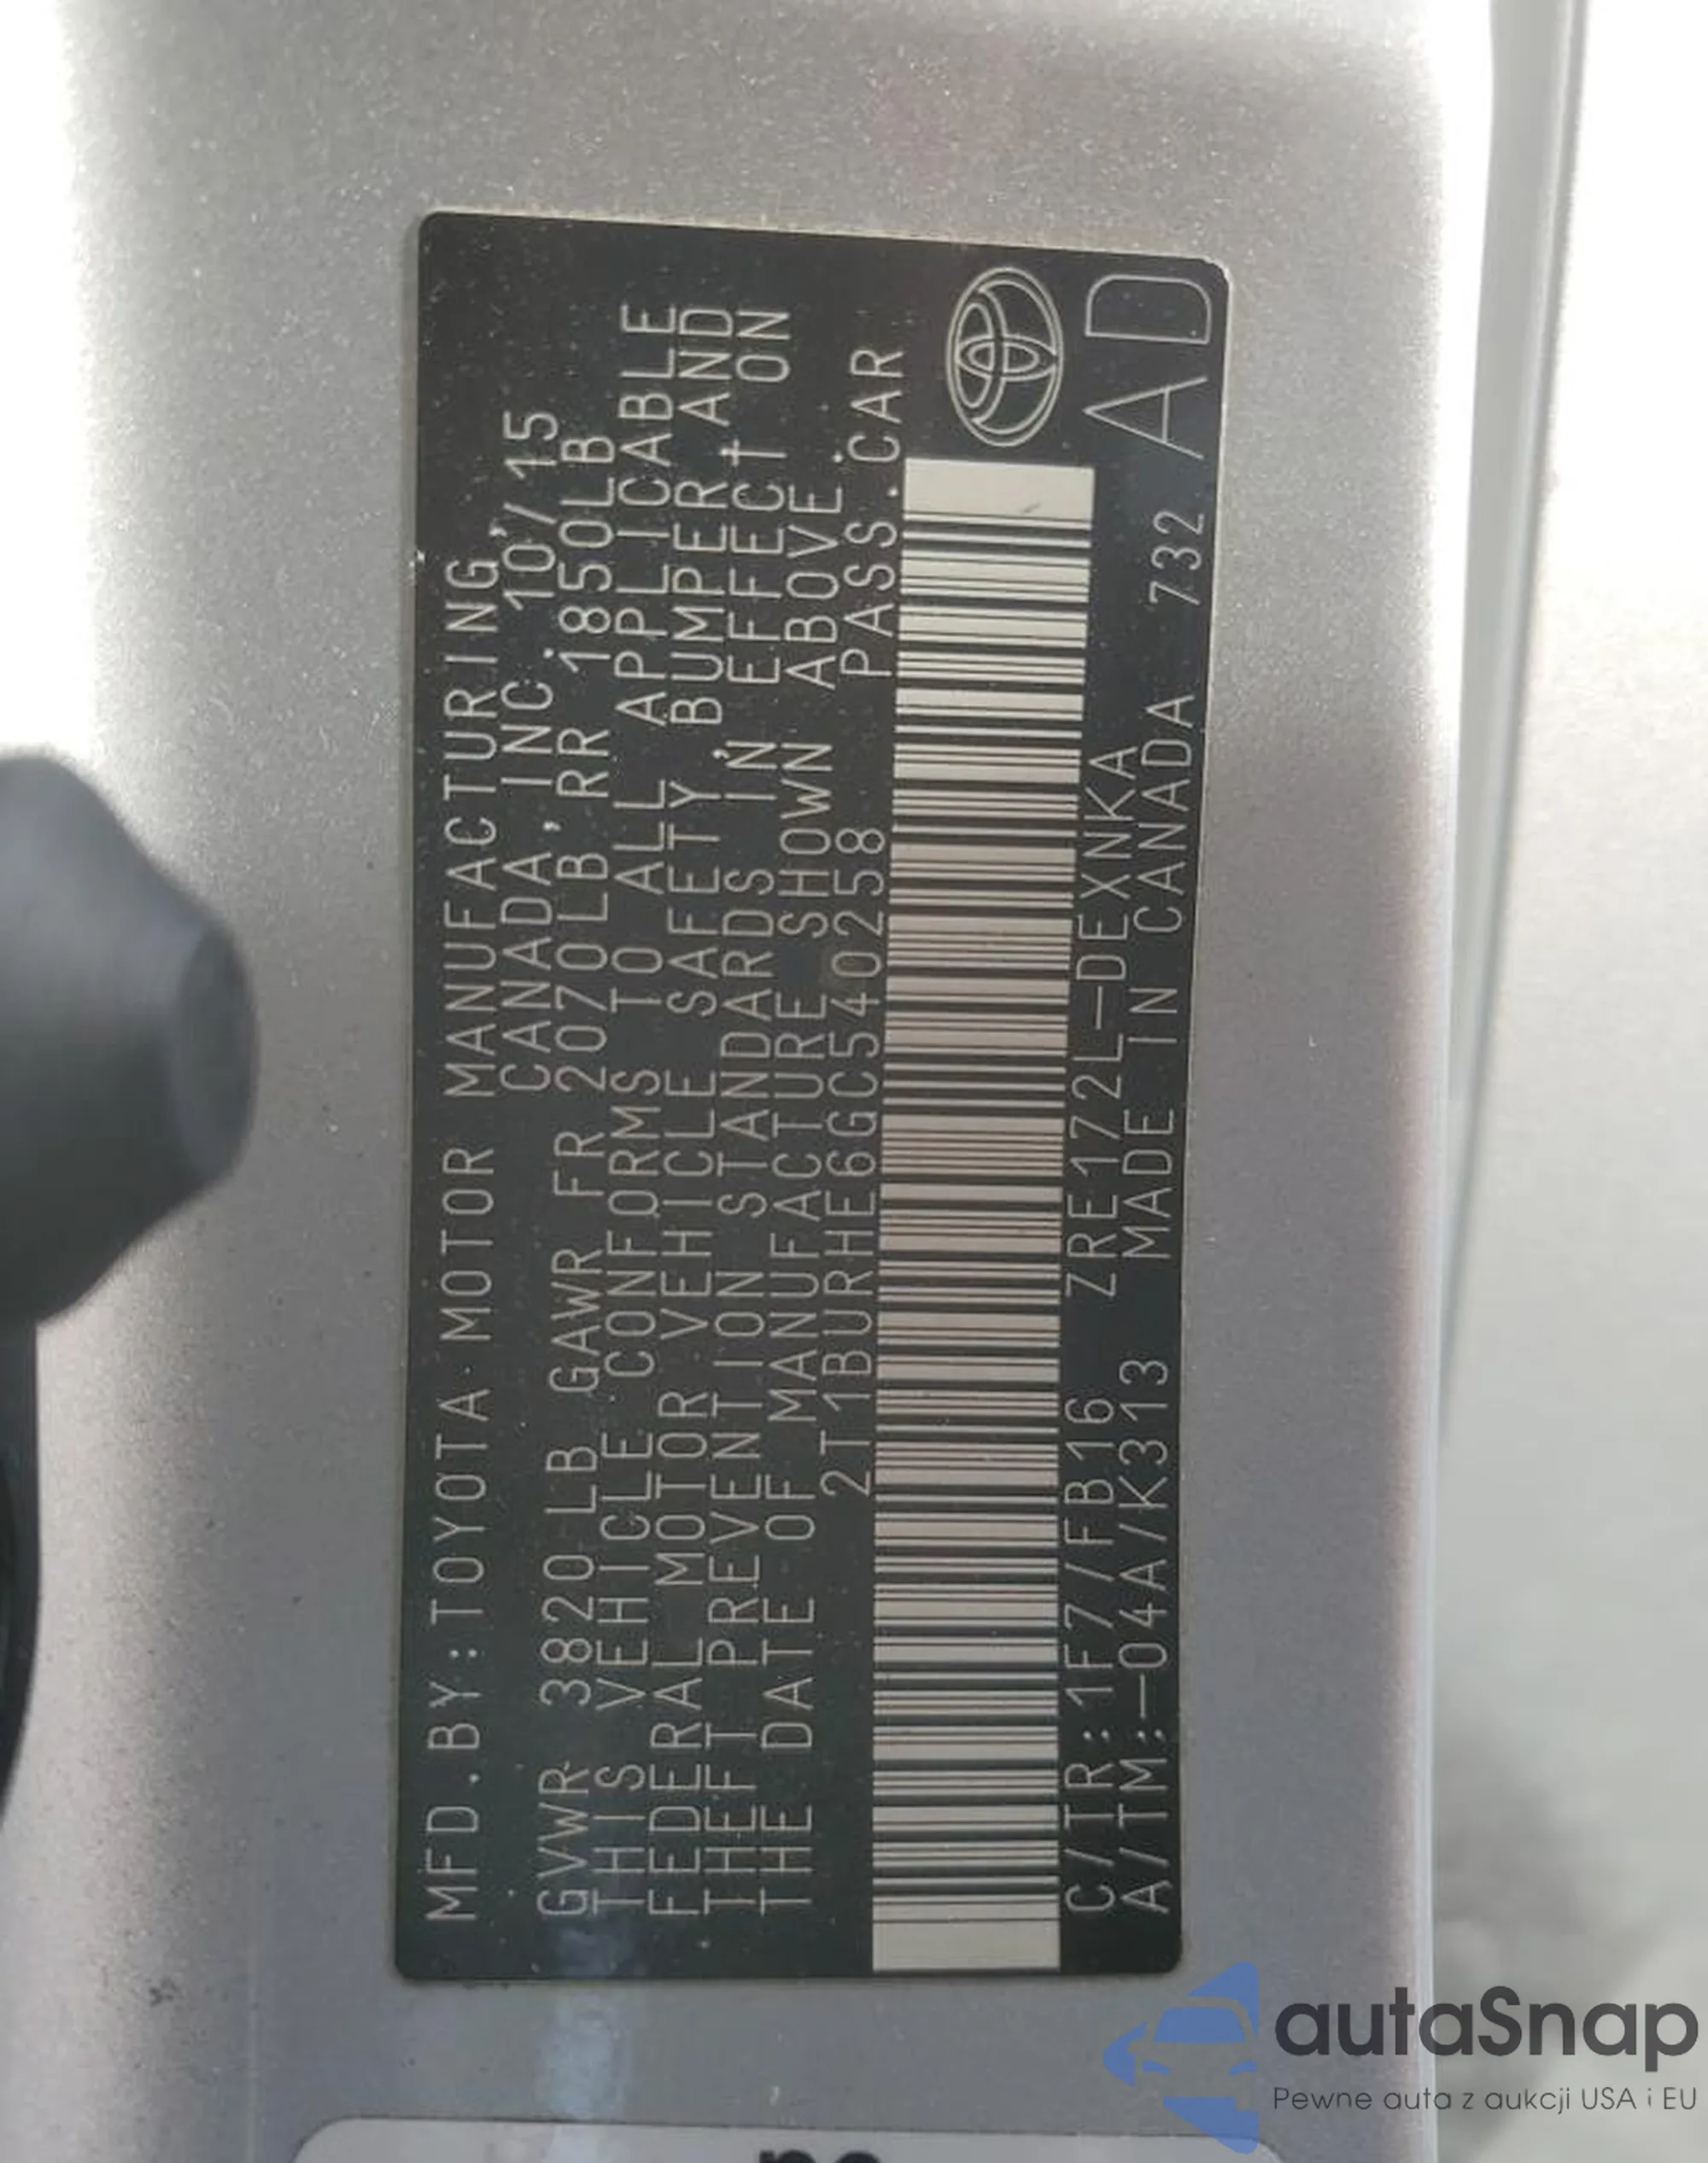 MFD.BY:TOYOTA MOTOR MANUFACTURING,
CANADA, INC. 10/15
GVWR 3820 LB GAWR FR 2070LB, RR 1850LB
THIS VEHICLE CONFORMS TO ALL APPLICABLE
FEDERAL MOTOR VEHICLE SAFETY, BUMPER, AND
THEFT PREVENTION STANDARDS IN EFFECT ON
THE DATE OF MANUFACTURE SHOWN ABOVE.
2T1BURHE6GC540258 PASS.CAR
C/TR:1F7/FB16 ZRE172L-DEXNKA
A/TM:-04A/K313 MADE IN CANADA 732
AD
autaSnap
Pewne auta z aukcji USA i EU